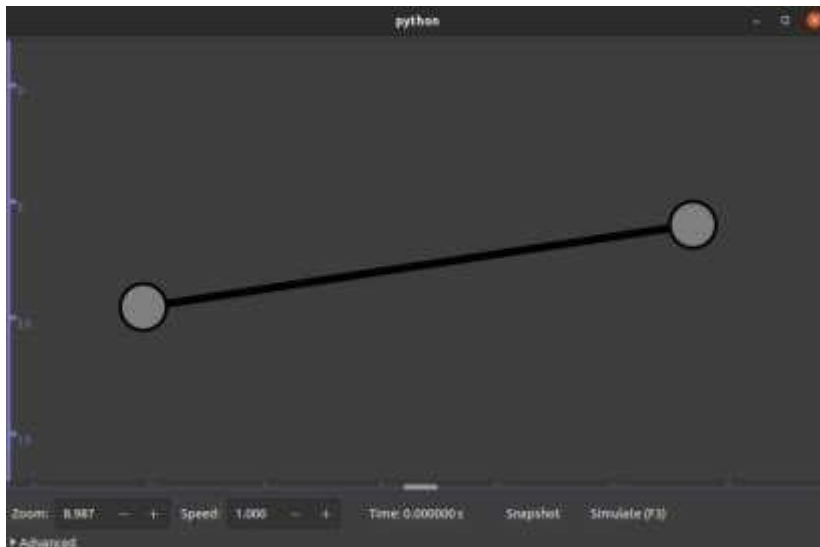 python
Zoom: 8.987 − + Speed: 1.000 − + Time: 0.000000 s Snapshot Simulate (F3)
Advanced